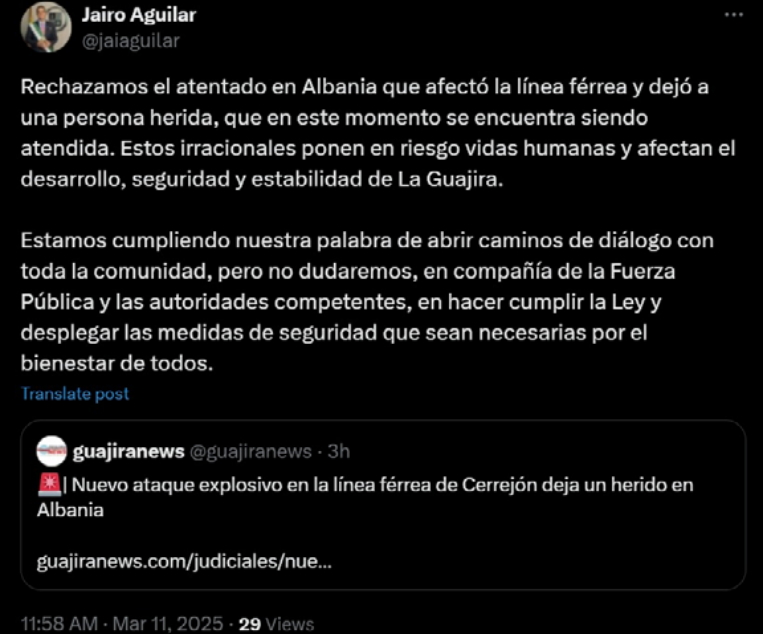 Jairo Aguilar
@jaiaguilar
Rechazamos el atentado en Albania que afectó la línea férrea y dejó a
una persona herida, que en este momento se encuentra siendo
atendida. Estos irracionales ponen en riesgo vidas humanas y afectan el
desarrollo, seguridad y estabilidad de La Guajira.
Estamos cumpliendo nuestra palabra de abrir caminos de diálogo con
toda la comunidad, pero no dudaremos, en compañía de la Fuerza
Pública y las autoridades competentes, en hacer cumplir la Ley y
desplegar las medidas de seguridad que sean necesarias por el
bienestar de todos.
Translate post
guajiranews @guajiranews · 3h
🚨| Nuevo ataque explosivo en la línea férrea de Cerrejón deja un herido en
Albania
guajiranews.com/judiciales/nue...
11:58 AM · Mar 11, 2025 · 29 Views